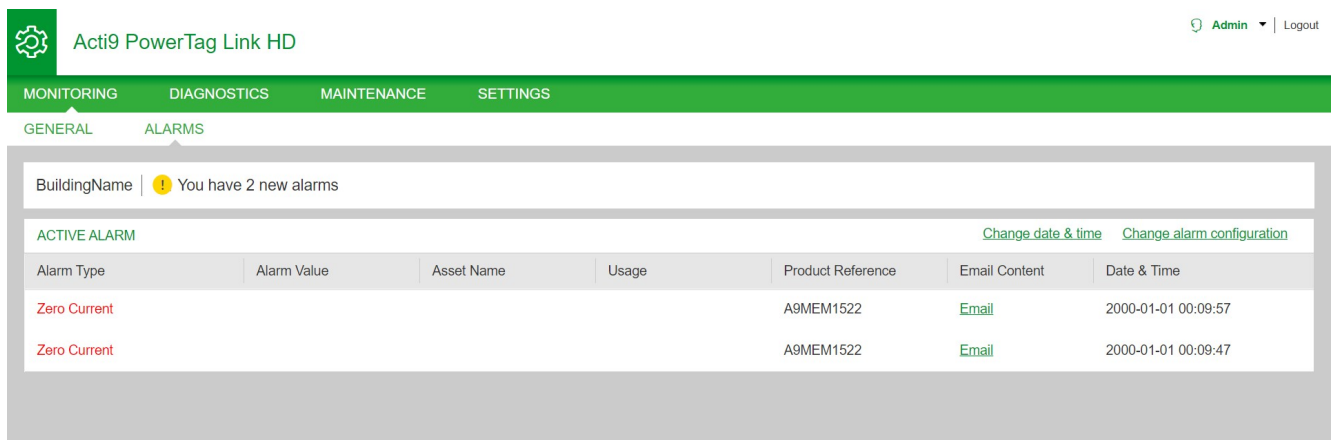 Acti9 PowerTag Link HD
Admin Logout
MONITORING DIAGNOSTICS MAINTENANCE SETTINGS
GENERAL ALARMS
BuildingName ! You have 2 new alarms
ACTIVE ALARM Change date & time Change alarm configuration
Alarm Type Alarm Value Asset Name Usage Product Reference Email Content Date & Time
Zero Current A9MEM1522 Email 2000-01-01 00:09:57
Zero Current A9MEM1522 Email 2000-01-01 00:09:47